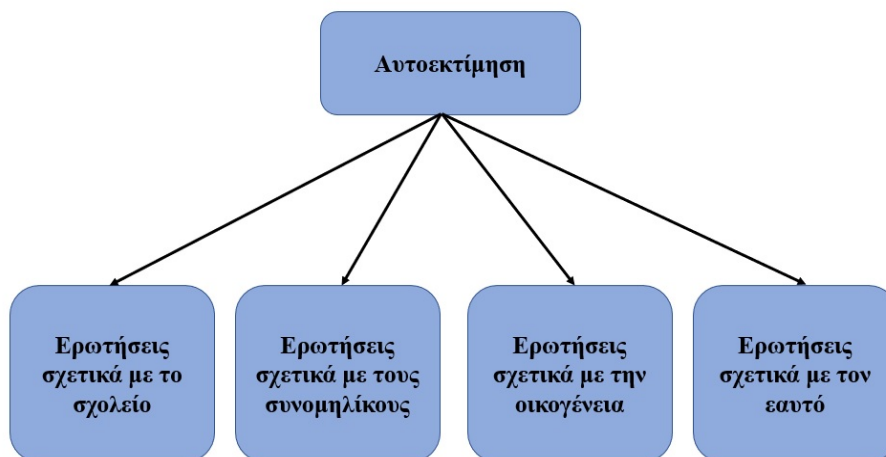 Αυτοεκτίμηση
Ερωτήσεις
σχετικά με το
σχολείο
Ερωτήσεις
σχετικά με τους
συνομηλίκους
Ερωτήσεις
σχετικά με την
οικογένεια
Ερωτήσεις
σχετικά με τον
εαυτό